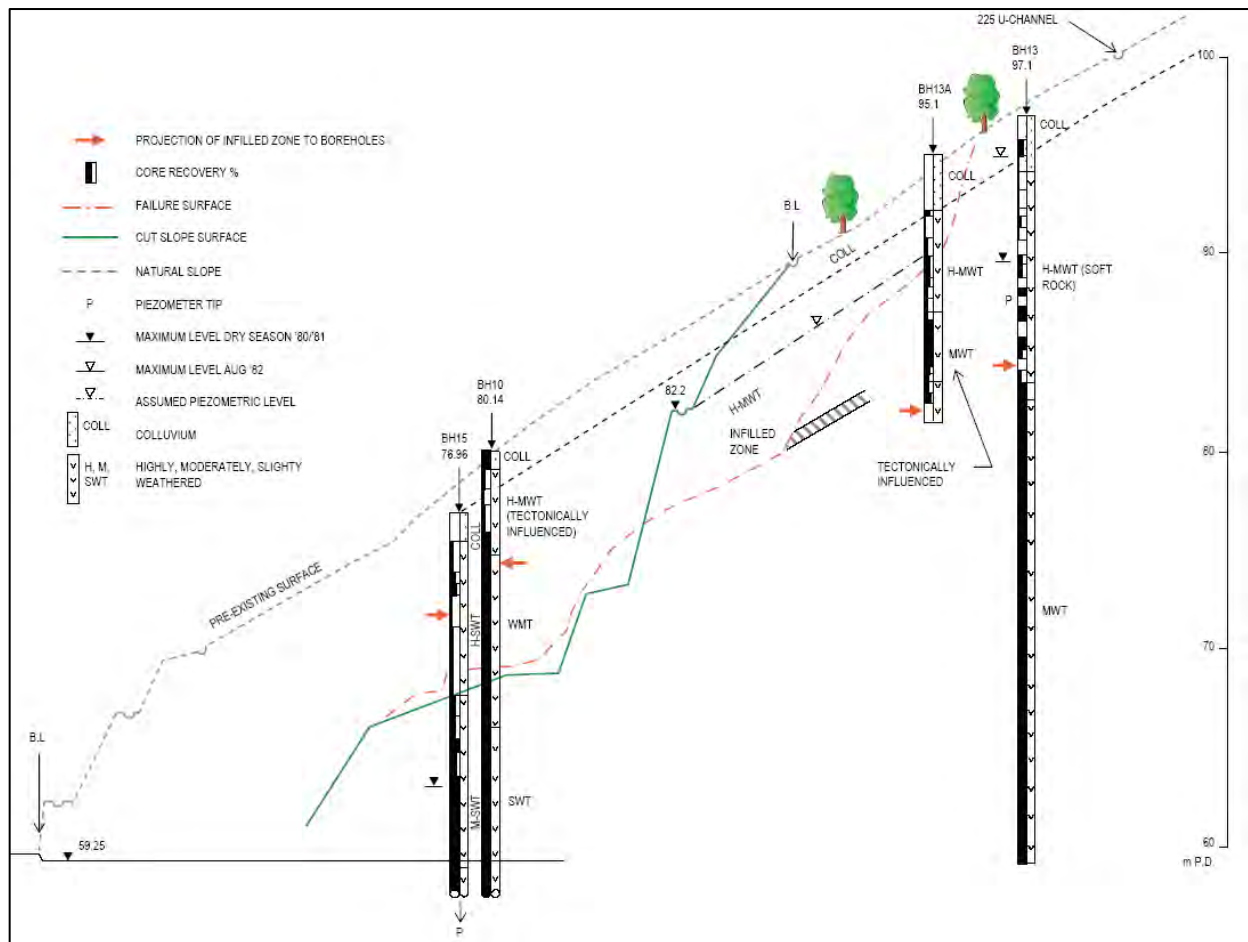 225 U-CHANNEL
100
BH13
97.1
BH13A
95.1
COLL
PROJECTION OF INFILLED ZONE TO BOREHOLES
CORE RECOVERY %
FAILURE SURFACE
CUT SLOPE SURFACE
NATURAL SLOPE
P PIEZOMETER TIP
MAXIMUM LEVEL DRY SEASON '80/'81
MAXIMUM LEVEL AUG '82
ASSUMED PIEZOMETRIC LEVEL
COLL COLLUVIUM
H, M, HIGHLY, MODERATELY, SLIGHTY
SWT WEATHERED
COLL
B.L
COLL
90
H-MWT
H-MWT (SOFT
ROCK)
P
MWT
82.2
H-MWT
INFILLED
ZONE
80
TECTONICALLY
INFLUENCED
BH10
80.14
BH15
76.96
COLL
H-MWT
(TECTONICALLY
INFLUENCED)
COLL
PRE-EXISTING SURFACE
H-SWT
WMT
MWT
70
B.L
M-SWT
SWT
59.25
60
m P.D.
P